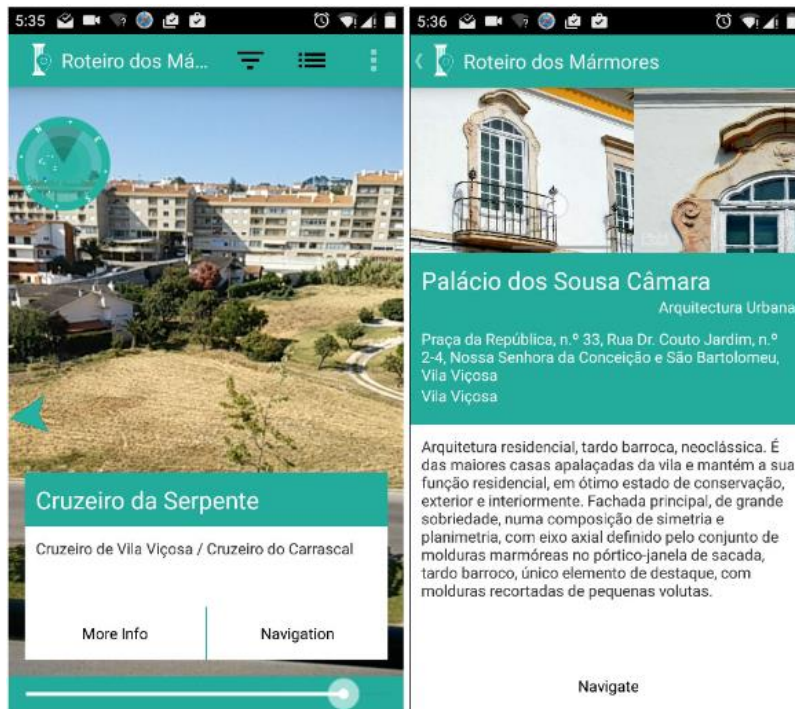 5:35
Roteiro dos Má...
Cruzeiro da Serpente
Cruzeiro de Vila Viçosa / Cruzeiro do Carrascal
More Info
Navigation
5:36
Roteiro dos Mármores
Palácio dos Sousa Câmara
Arquitectura Urbana
Praça da República, n.º 33, Rua Dr. Couto Jardim, n.º
2-4, Nossa Senhora da Conceição e São Bartolomeu,
Vila Viçosa
Vila Viçosa
Arquitetura residencial, tardo barroca, neoclássica. É
das maiores casas apalaçadas da vila e mantém a sua
função residencial, em ótimo estado de conservação,
exterior e interiormente. Fachada principal, de grande
sobriedade, numa composição de simetria e
planimetria, com eixo axial definido pelo conjunto de
molduras marmóreas no pórtico-janela de sacada,
tardo barroco, único elemento de destaque, com
molduras recortadas de pequenas volutas.
Navigate